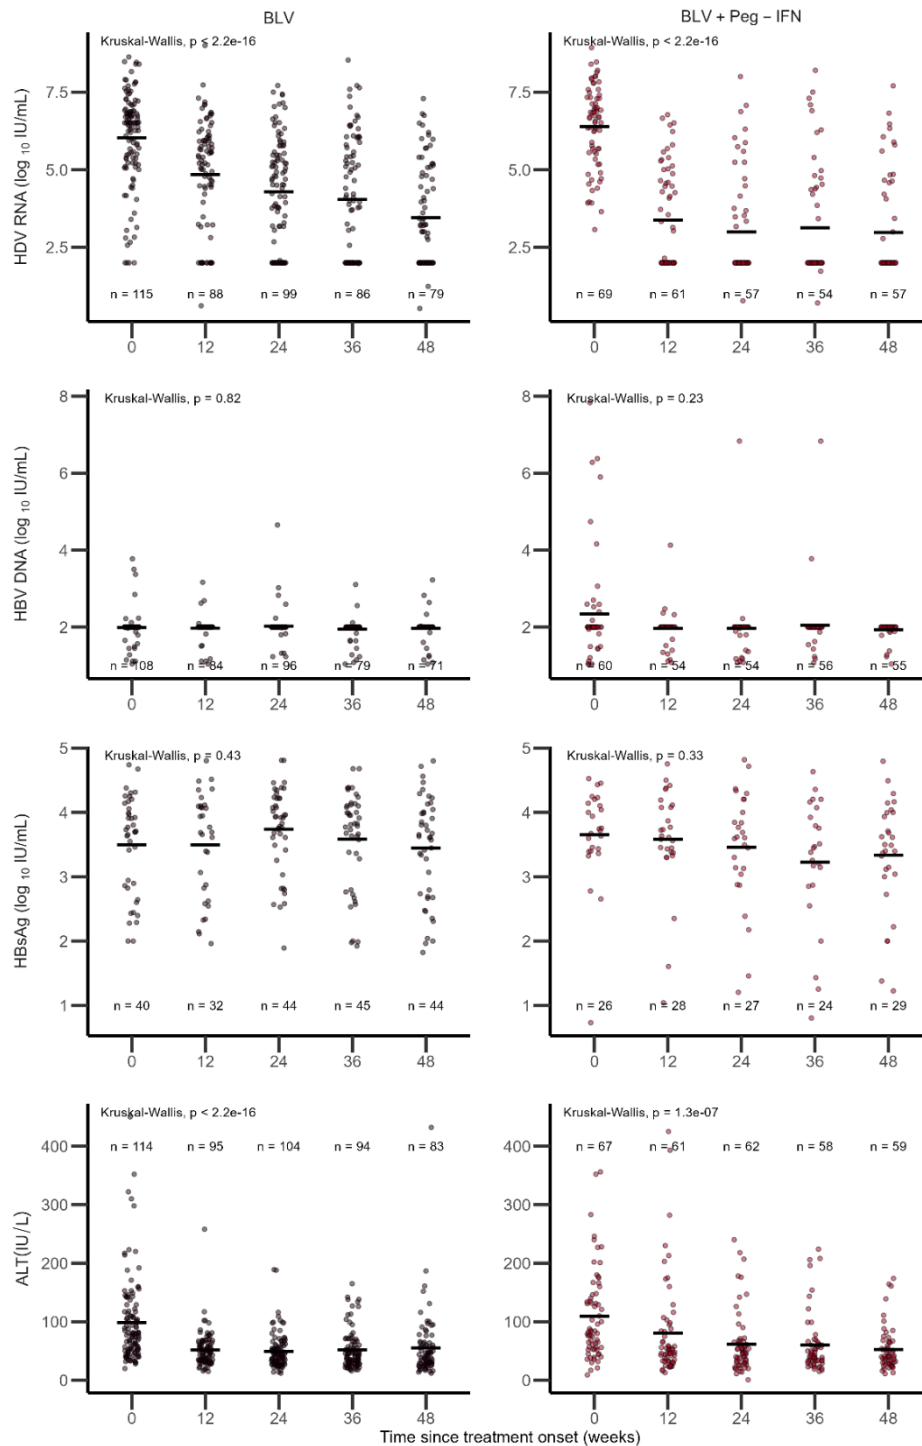 BLV
BLV + Peg – IFN
Kruskal-Wallis, p < 2.2e-16
Kruskal-Wallis, p < 2.2e-16
HDV RNA (log 10 IU/mL)
7.5
5.0
2.5
7.5
5.0
2.5
n = 115 n = 88 n = 99 n = 86 n = 79
n = 69 n = 61 n = 57 n = 54 n = 57
0 12 24 36 48
0 12 24 36 48
Kruskal-Wallis, p = 0.82
Kruskal-Wallis, p = 0.23
HBV DNA (log 10 IU/mL)
8
6
4
2
8
6
4
2
n = 108 n = 84 n = 96 n = 79 n = 71
n = 60 n = 54 n = 54 n = 56 n = 55
0 12 24 36 48
0 12 24 36 48
Kruskal-Wallis, p = 0.43
Kruskal-Wallis, p = 0.33
HBsAg (log 10 IU/mL)
5
4
3
2
1
5
4
3
2
1
n = 40 n = 32 n = 44 n = 45 n = 44
n = 26 n = 28 n = 27 n = 24 n = 29
0 12 24 36 48
0 12 24 36 48
Kruskal-Wallis, p < 2.2e-16
Kruskal-Wallis, p = 1.3e-07
n = 114 n = 95 n = 104 n = 94 n = 83
n = 67 n = 61 n = 62 n = 58 n = 59
ALT(IU/L)
400
300
200
100
0
400
300
200
100
0
0 12 24 36 48
0 12 24 36 48
Time since treatment onset (weeks)